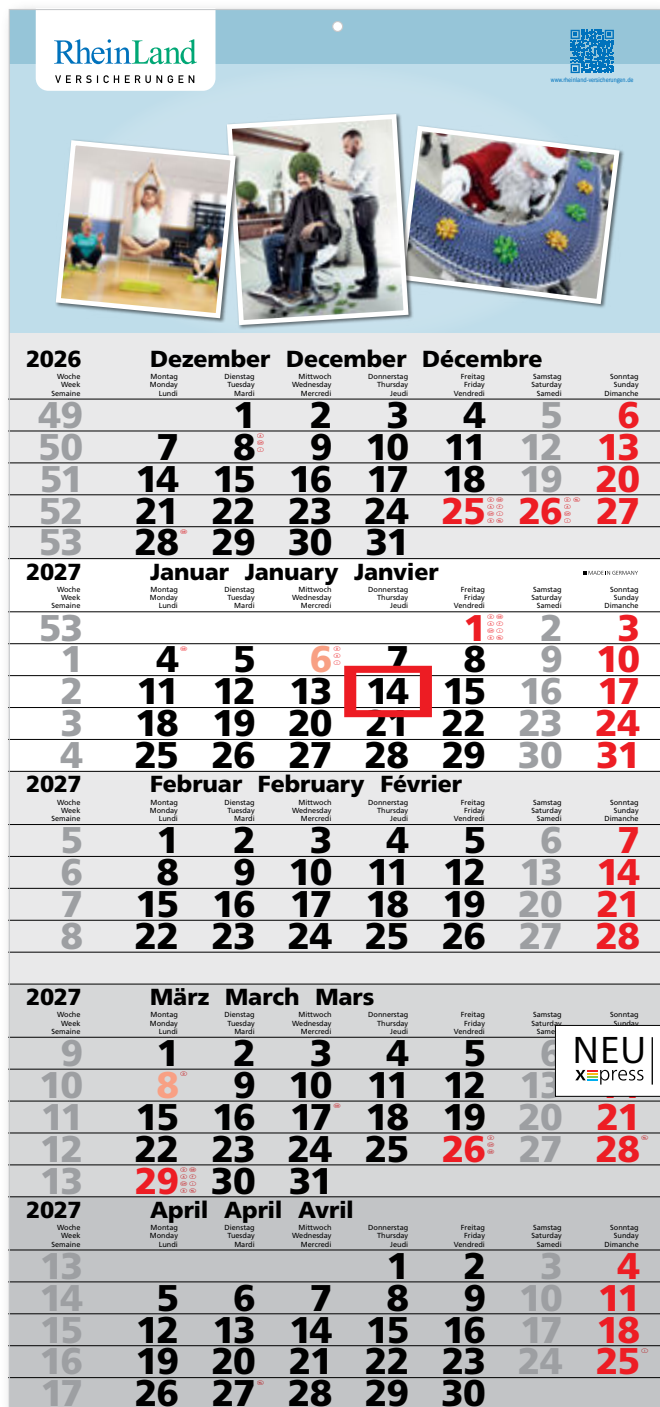 RheinLand
VERSICHERUNGEN
www.rheinland-versicherungen.de
2026 Dezember December Décembre
Woche Montag Dienstag Mittwoch Donnerstag Freitag Samstag Sonntag
Week Monday Tuesday Wednesday Thursday Friday Saturday Sunday
Semaine Lundi Mardi Mercredi Jeudi Vendredi Samedi Dimanche
49 1 2 3 4 5 6
50 7 8 9 10 11 12 13
51 14 15 16 17 18 19 20
52 21 22 23 24 25 26 27
53 28 29 30 31
2027 Januar January Janvier
MADE IN GERMANY
Woche Montag Dienstag Mittwoch Donnerstag Freitag Samstag Sonntag
Week Monday Tuesday Wednesday Thursday Friday Saturday Sunday
Semaine Lundi Mardi Mercredi Jeudi Vendredi Samedi Dimanche
53 1 2 3
1 4 5 6 7 8 9 10
2 11 12 13 14 15 16 17
3 18 19 20 21 22 23 24
4 25 26 27 28 29 30 31
2027 Februar February Février
Woche Montag Dienstag Mittwoch Donnerstag Freitag Samstag Sonntag
Week Monday Tuesday Wednesday Thursday Friday Saturday Sunday
Semaine Lundi Mardi Mercredi Jeudi Vendredi Samedi Dimanche
5 1 2 3 4 5 6 7
6 8 9 10 11 12 13 14
7 15 16 17 18 19 20 21
8 22 23 24 25 26 27 28
2027 März March Mars
Woche Montag Dienstag Mittwoch Donnerstag Freitag Samstag Sonntag
Week Monday Tuesday Wednesday Thursday Friday Saturday Sunday
Semaine Lundi Mardi Mercredi Jeudi Vendredi
9 1 2 3 4 5 6
NEU
x press
10 8 9 10 11 12 13
11 15 16 17 18 19 20 21
12 22 23 24 25 26 27 28
13 29 30 31
2027 April April Avril
Woche Montag Dienstag Mittwoch Donnerstag Freitag Samstag Sonntag
Week Monday Tuesday Wednesday Thursday Friday Saturday Sunday
Semaine Lundi Mardi Mercredi Jeudi Vendredi Samedi Dimanche
13 1 2 3 4
14 5 6 7 8 9 10 11
15 12 13 14 15 16 17 18
16 19 20 21 22 23 24 25
17 26 27 28 29 30